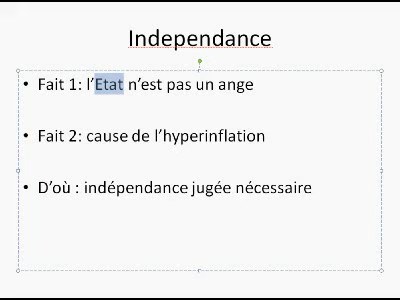 Independance
• Fait 1: l’Etat n’est pas un ange
• Fait 2: cause de l’hyperinflation
• D’où : indépendance jugée nécessaire